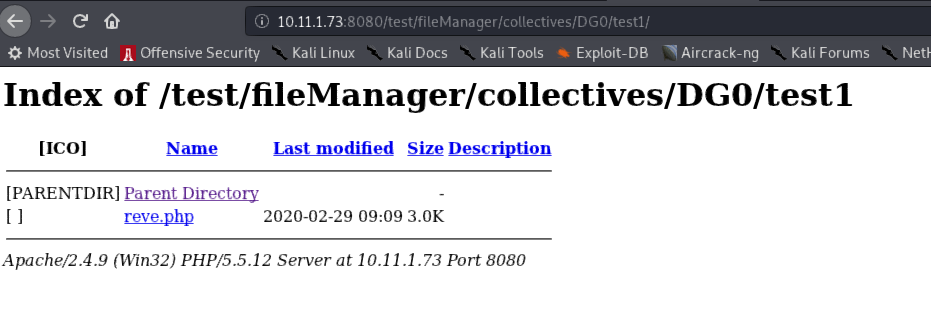 10.11.1.73:8080/test/fileManager/collectives/DG0/test1/
Most Visited Offensive Security Kali Linux Kali Docs Kali Tools Exploit-DB Aircrack-ng Kali Forums NetH
Index of /test/fileManager/collectives/DG0/test1
[ICO] Name Last modified Size Description
[PARENTDIR] Parent Directory -
[ ] reve.php 2020-02-29 09:09 3.0K
Apache/2.4.9 (Win32) PHP/5.5.12 Server at 10.11.1.73 Port 8080